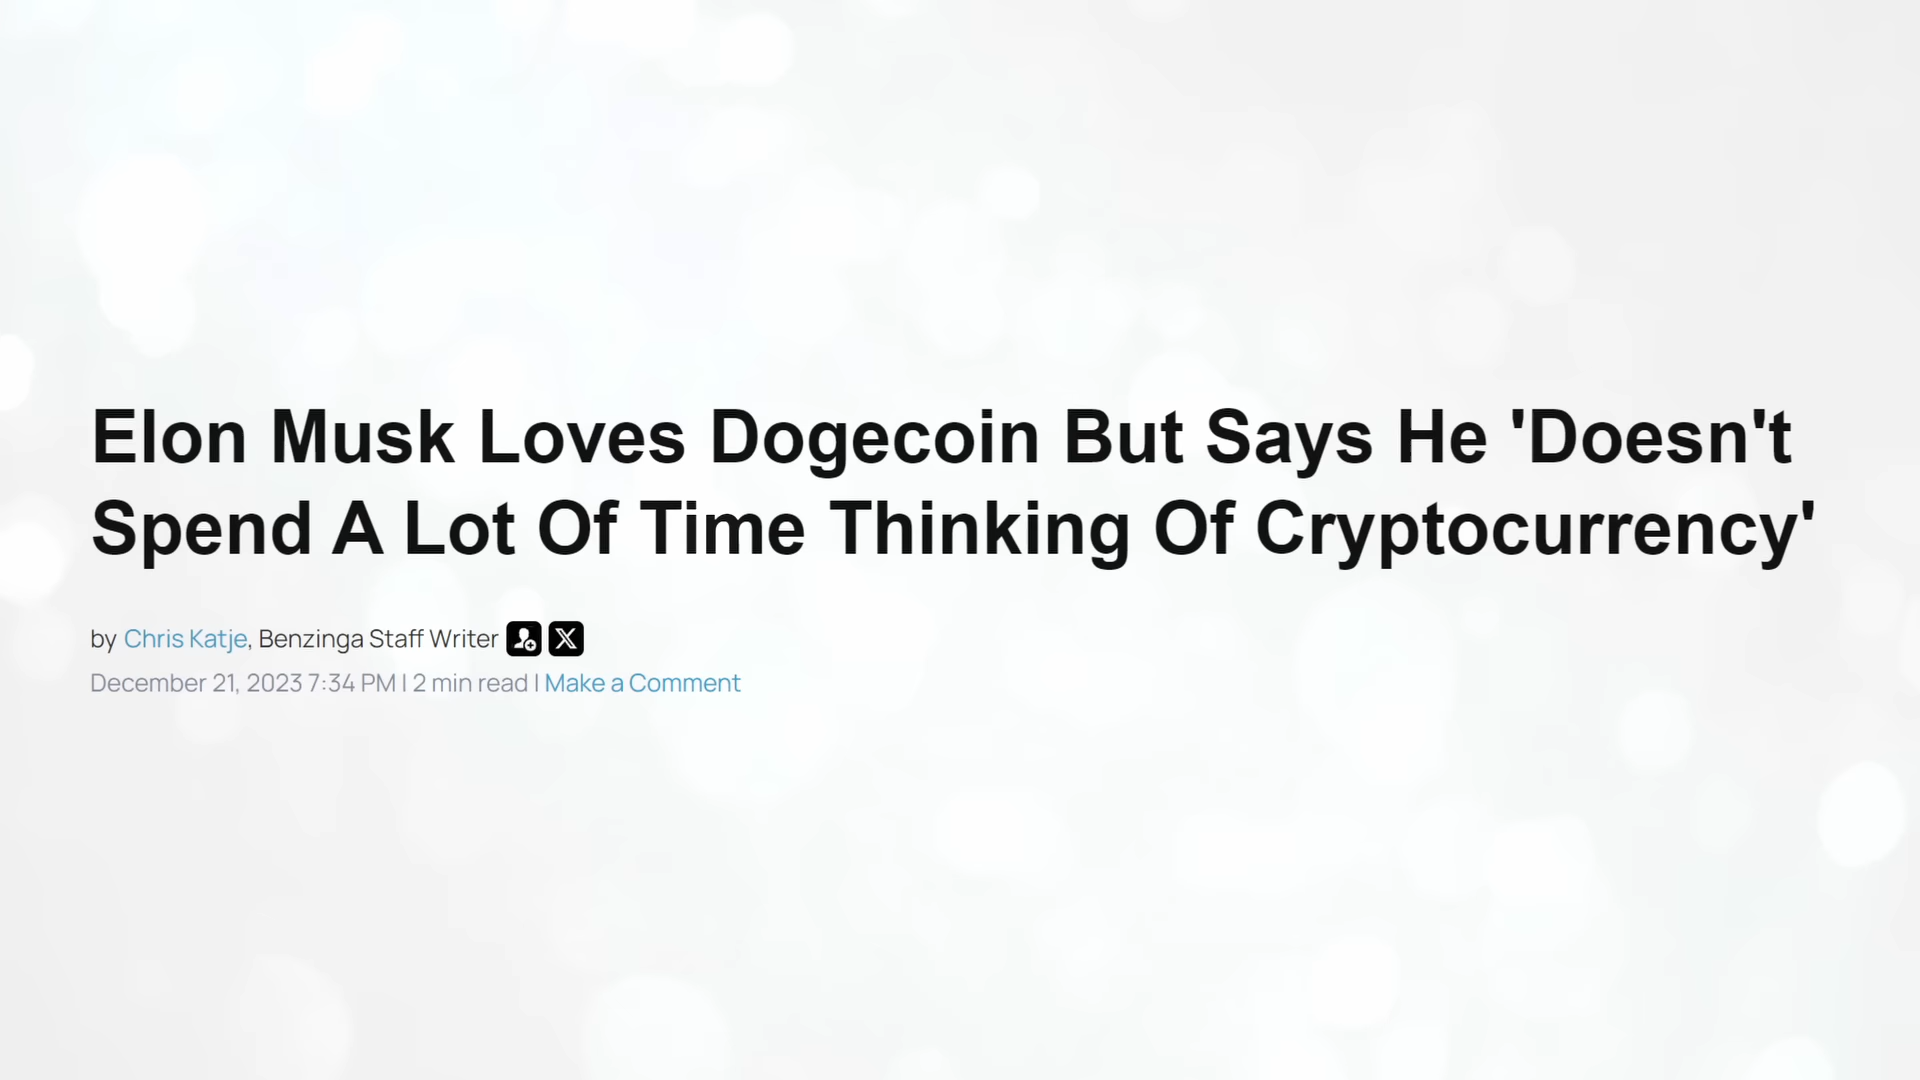 Elon Musk Loves Dogecoin But Says He 'Doesn't
Spend A Lot Of Time Thinking Of Cryptocurrency'
by Chris Katje, Benzinga Staff Writer
December 21, 2023 7:34 PM | 2 min read | Make a Comment